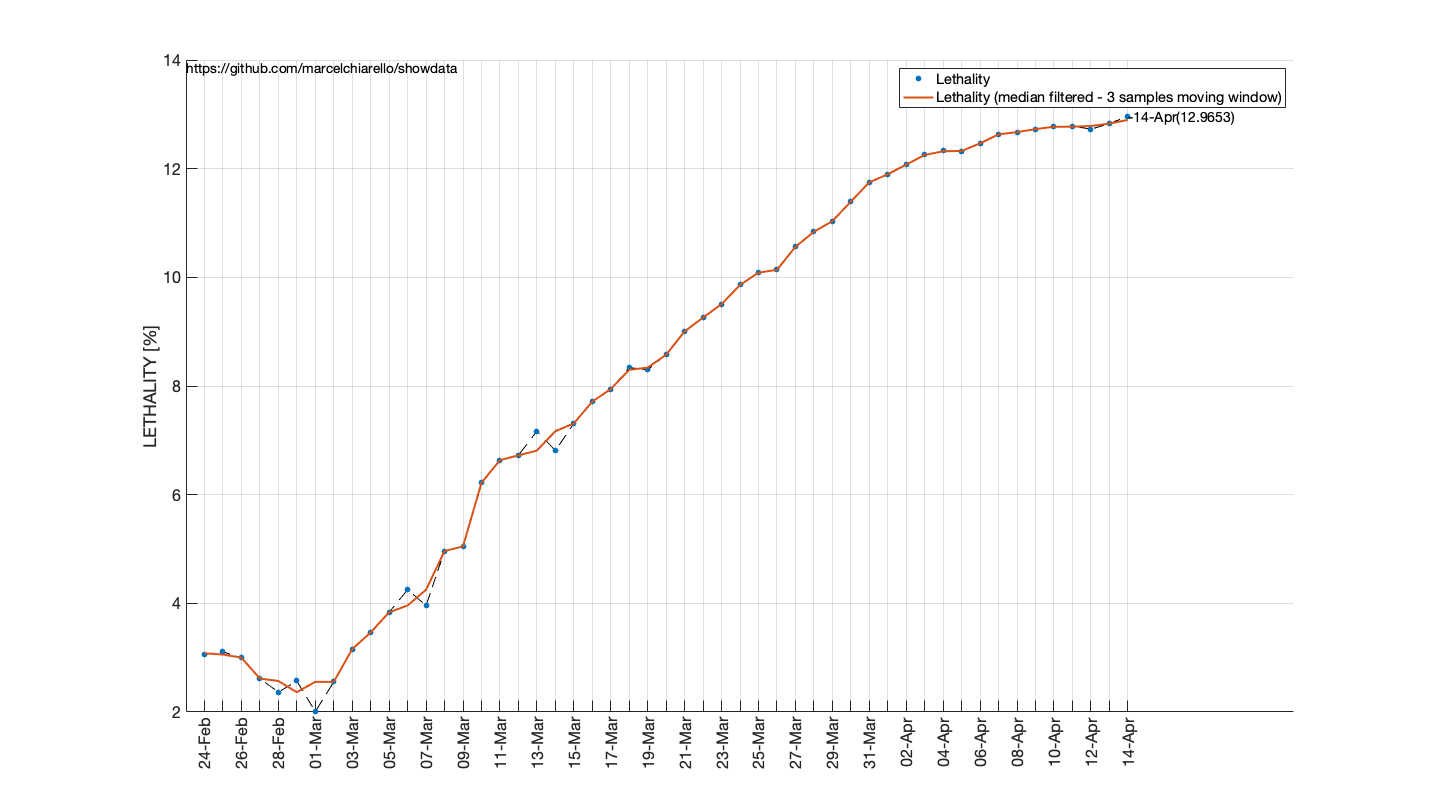 https://github.com/marcelchiarello/showdata
Lethality
Lethality (median filtered - 3 samples moving window)
14-Apr(12.9653)
LETHALITY [%]
14
12
10
8
6
4
2
24-Feb
26-Feb
28-Feb
01-Mar
03-Mar
05-Mar
07-Mar
09-Mar
11-Mar
13-Mar
15-Mar
17-Mar
19-Mar
21-Mar
23-Mar
25-Mar
27-Mar
29-Mar
31-Mar
02-Apr
04-Apr
06-Apr
08-Apr
10-Apr
12-Apr
14-Apr